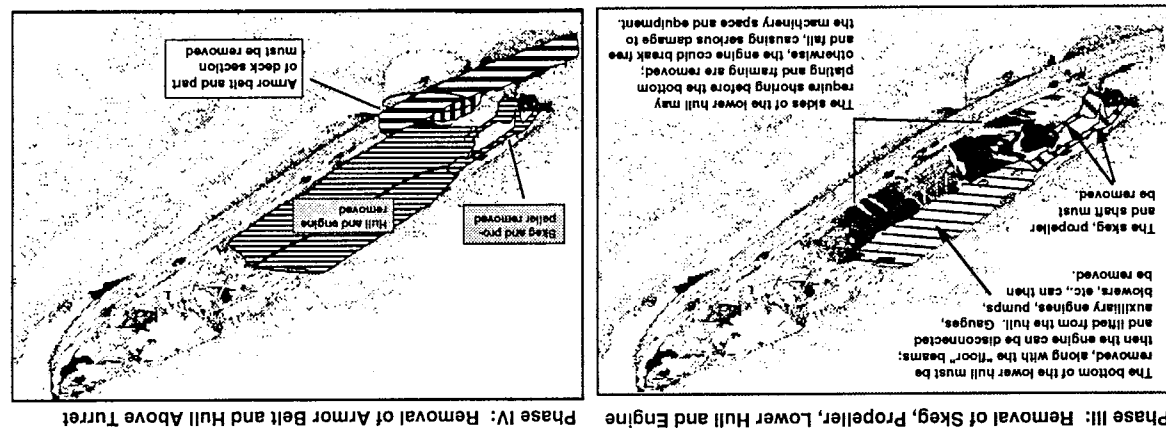 Phase III: Removal of Skeg, Propeller, Lower Hull and Engine
The bottom of the lower hull must be
removed, along with the "floor" beams;
then the engine can be disconnected
and lifted from the hull. Gauges,
auxilliary engines, pumps,
blowers, etc., can then
be removed.
The skeg, propeller
and shaft must
be removed.
The sides of the lower hull may
require shoring before the bottom
plating and framing are removed;
otherwise, the engine could break free
and fall, causing serious damage to
the machinery space and equipment.
Phase IV: Removal of Armor Belt and Hull Above Turret
Skeg and pro-
peller removed
Hull and engine
removed
Armor belt and part
of deck section
must be removed